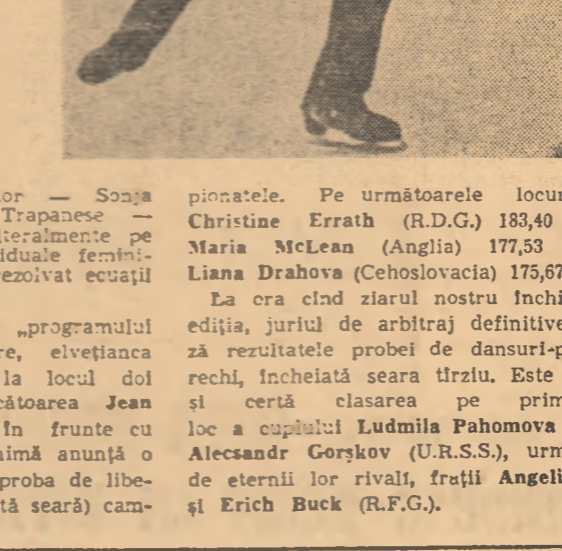 or — Sonja
Trapanese —
literalmente pe
iduale femini-
rezolvat ecuații
„programului
re, elvețianca
la locul doi
cătoarea Jean
în frunte cu
nimă anunță o
proba de libe-
tă seară) cam-
pionatele. Pe următoarele locur
Christine Errath (R.D.G.) 183,40
Maria McLean (Anglia) 177,53
Liana Drahova (Cehoslovacia) 175,67
La ora cînd ziarul nostru închi
ediția, juriul de arbitraj definitive
ză rezultatele probei de dansuri-p
rechi, încheiată seara tîrziu. Este
și certă clasarea pe prim
loc a cuplului Ludmila Pahomova
Alecsandr Gorșkov (U.R.S.S.), urm
de eternii lor rivali, frații Angeli
și Erich Buck (R.F.G.).